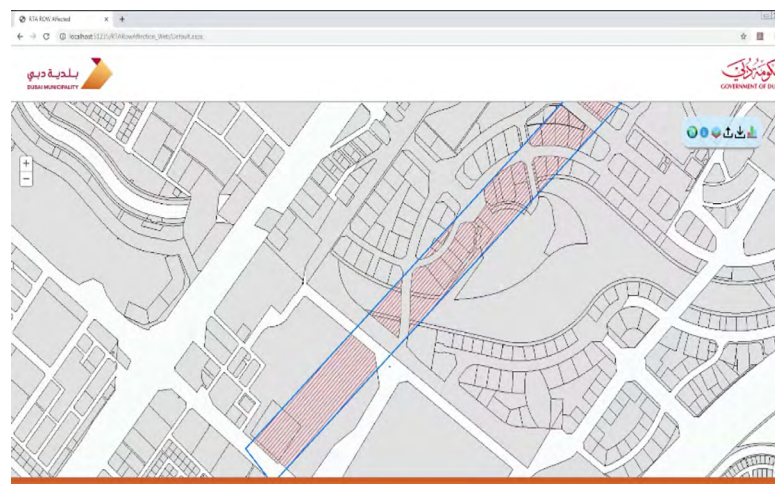 RTA ROW Affected
بلدية دبي
DUBAI MUNICIPALITY
حكومة دبي
GOVERNMENT OF DU